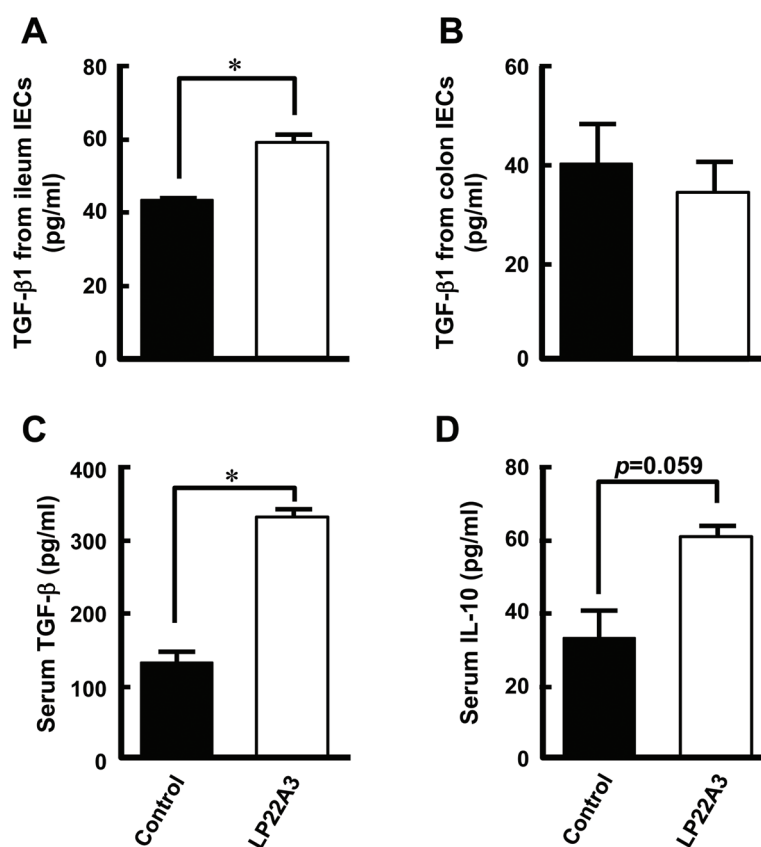 A
TGF-β1 from ileum IECs
(pg/ml)
80
60
40
20
0
*
B
TGF-β1 from colon IECs
(pg/ml)
60
40
20
0
C
Serum TGF-β (pg/ml)
400
300
150
100
0
*
Control
LP22A3
D
Serum IL-10 (pg/ml)
80
60
40
20
0
p=0.059
Control
LP22A3